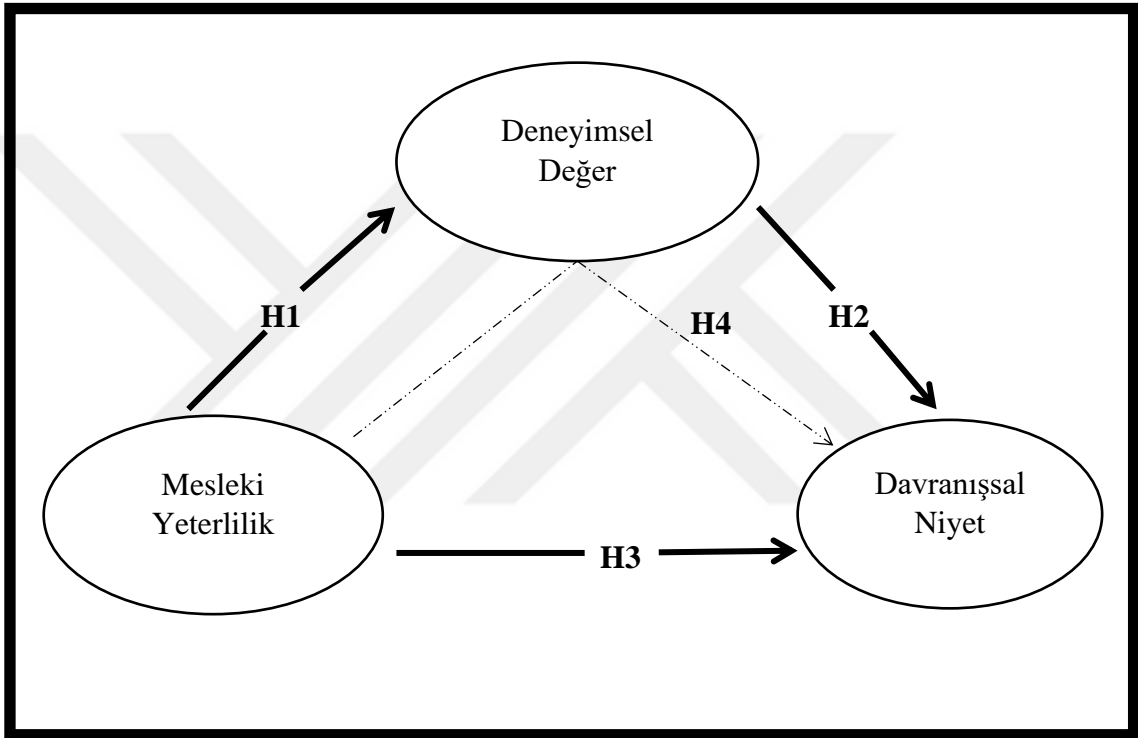 Deneyimsel
Değer
H1
H4
H2
Mesleki
Yeterlilik
Davranışsal
Niyet
H3